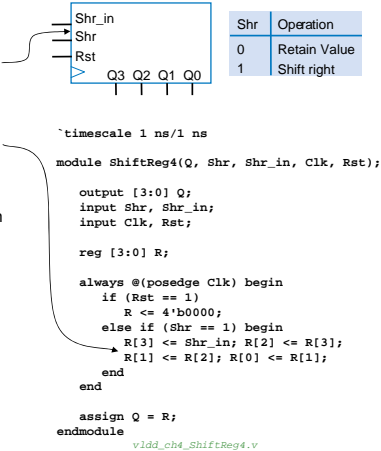 Shr_in
Shr
Rst
Q3 Q2 Q1 Q0
Shr Operation
0 Retain Value
1 Shift right
`timescale 1 ns/1 ns
module ShiftReg4(Q, Shr, Shr_in, Clk, Rst);
output [3:0] Q;
input Shr, Shr_in;
input Clk, Rst;
reg [3:0] R;
always @(posedge Clk) begin
if (Rst == 1)
R <= 4'b0000;
else if (Shr == 1) begin
R[3] <= Shr_in; R[2] <= R[3];
R[1] <= R[2]; R[0] <= R[1];
end
end
assign Q = R;
endmodule
vldd_ch4_ShiftReg4.v